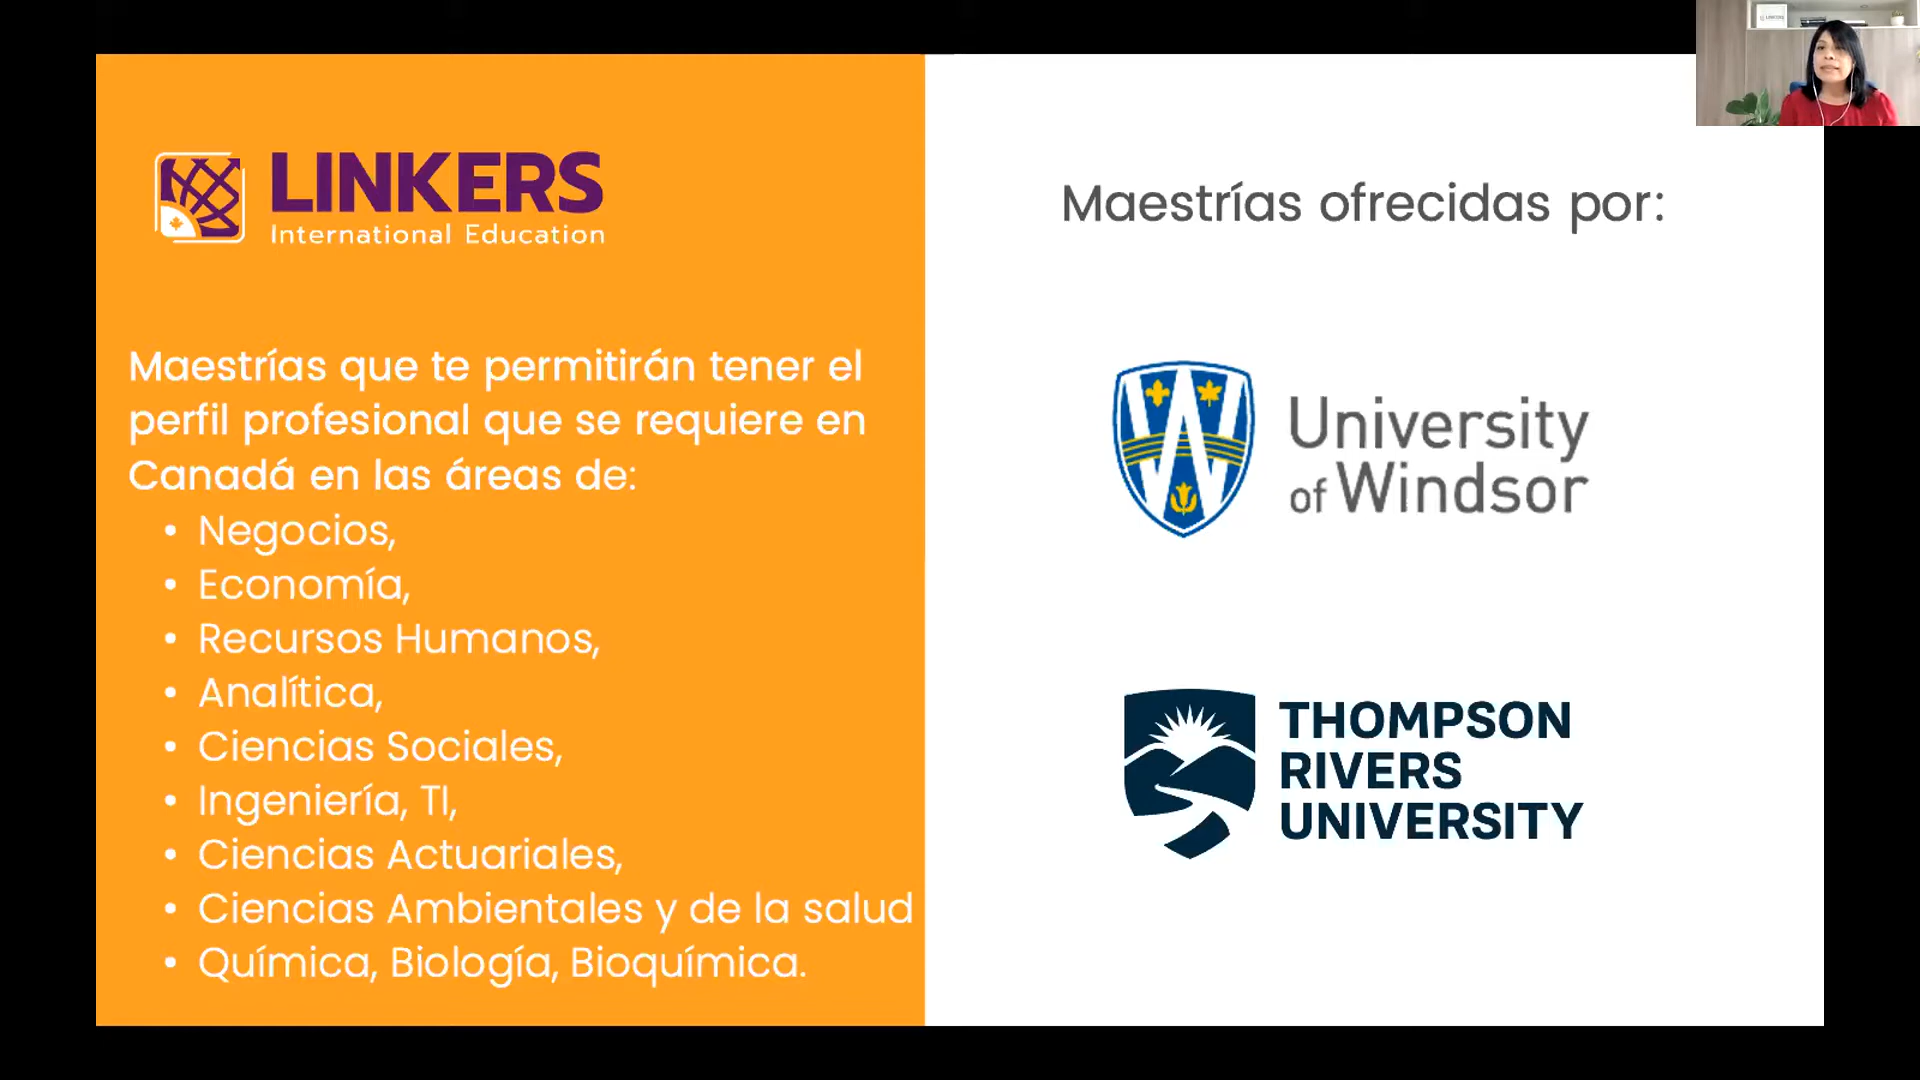 LINKERS
International Education
Maestrías que te permitirán tener el
perfil profesional que se requiere en
Canadá en las áreas de:
• Negocios,
• Economía,
• Recursos Humanos,
• Analítica,
• Ciencias Sociales,
• Ingeniería, TI,
• Ciencias Actuariales,
• Ciencias Ambientales y de la salud
• Química, Biología, Bioquímica.
Maestrías ofrecidas por:
University
of Windsor
THOMPSON
RIVERS
UNIVERSITY